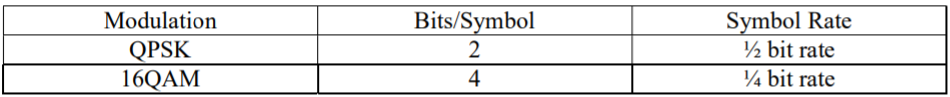 Modulation Bits/Symbol Symbol Rate
QPSK 2 ½ bit rate
16QAM 4 ¼ bit rate